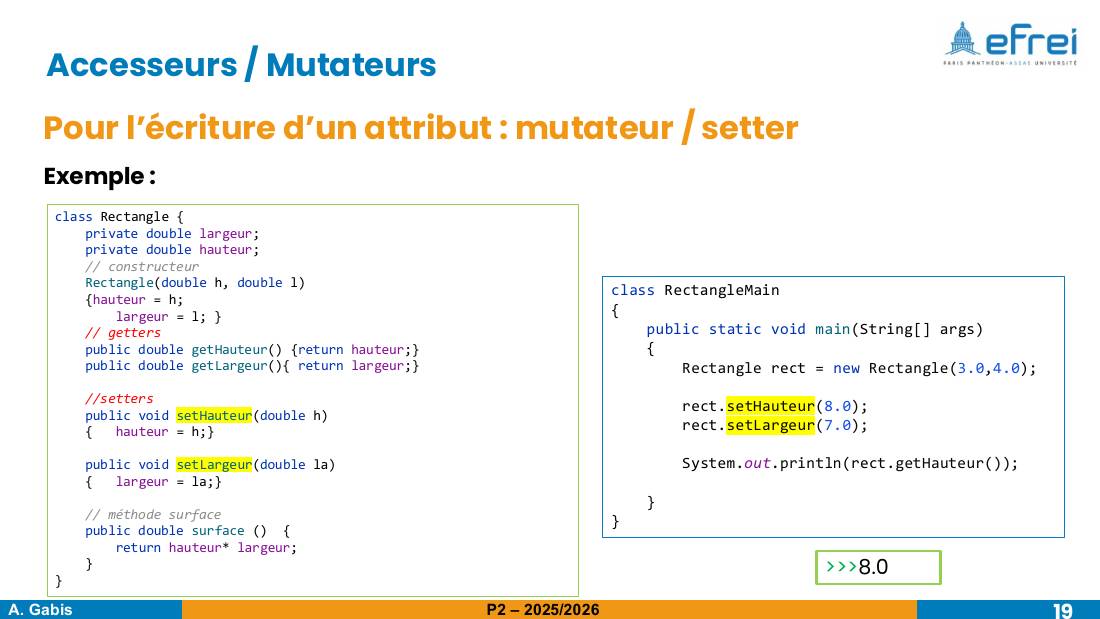 efrei
PARIS PANTHÉON-ASSAS UNIVERSITÉ
Accesseurs / Mutateurs
Pour l’écriture d’un attribut : mutateur / setter
Exemple :
class Rectangle {
    private double largeur;
    private double hauteur;
    // constructeur
    Rectangle(double h, double l)
    {hauteur = h;
        largeur = l; }
    // getters
    public double getHauteur() {return hauteur;}
    public double getLargeur(){ return largeur;}
    //setters
    public void setHauteur(double h)
    {   hauteur = h;}
    public void setLargeur(double la)
    {   largeur = la;}
    // méthode surface
    public double surface ()  {
        return hauteur* largeur;
    }
}
class RectangleMain
{
    public static void main(String[] args)
    {
        Rectangle rect = new Rectangle(3.0,4.0);
        rect.setHauteur(8.0);
        rect.setLargeur(7.0);
        System.out.println(rect.getHauteur());
    }
}
>>>8.0
A. Gabis
P2 – 2025/2026
19